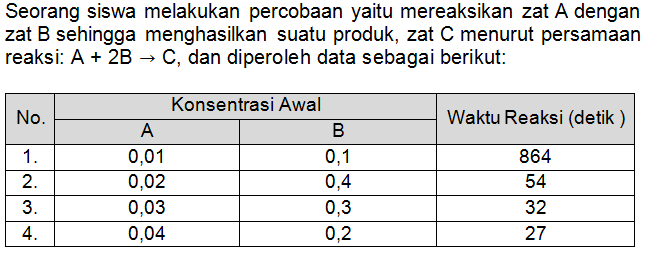 Seorang siswa melakukan percobaan yaitu mereaksikan zat A dengan
zat B sehingga menghasilkan suatu produk, zat C menurut persamaan
reaksi: A + 2B → C, dan diperoleh data sebagai berikut:
No. Konsentrasi Awal Waktu Reaksi (detik )
A B
1. 0,01 0,1 864
2. 0,02 0,4 54
3. 0,03 0,3 32
4. 0,04 0,2 27